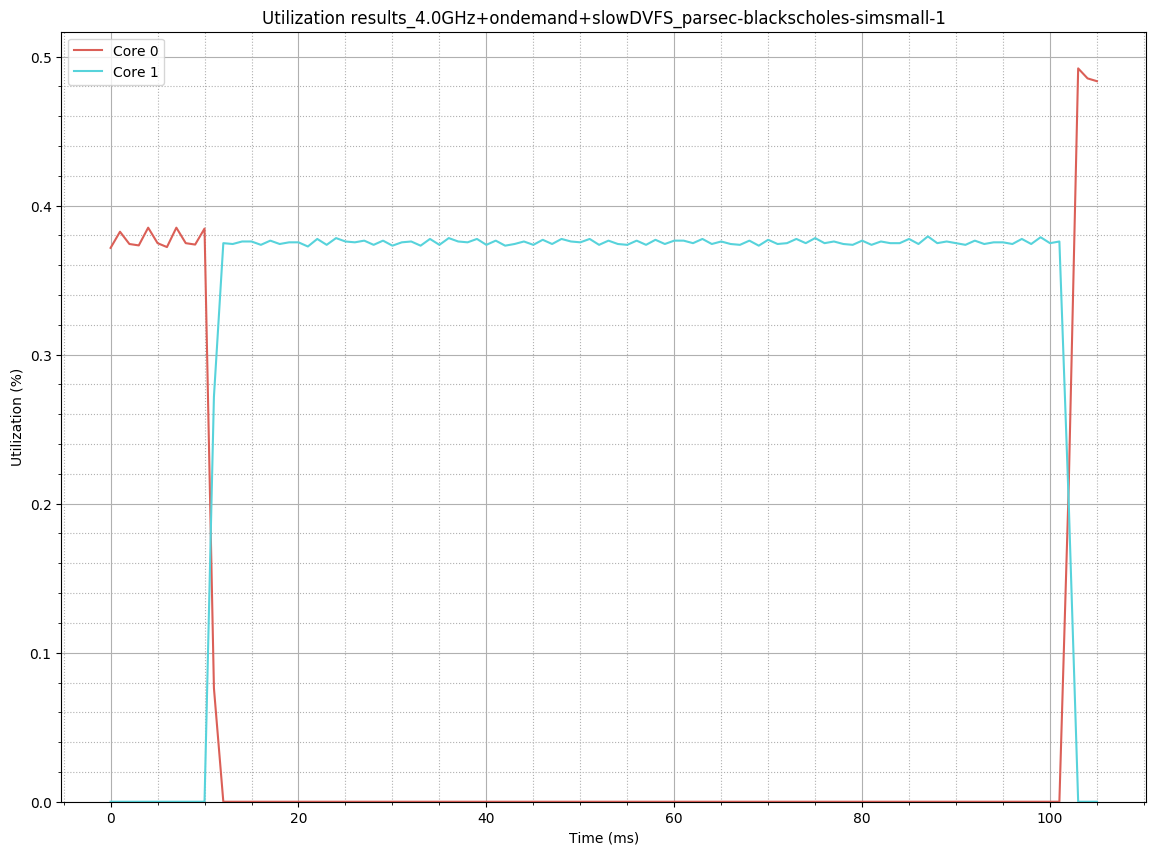 Utilization results_4.0GHz+ondemand+slowDVFS_parsec-blackscholes-simsmall-1
Core 0
Core 1
Utilization (%)
0.5
0.4
0.3
0.2
0.1
0.0
0 20 40 60 80 100
Time (ms)